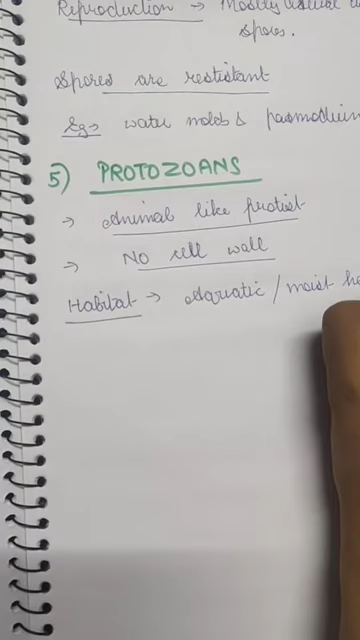 Reproduction → Mostly asexual
spores.
Spores are resistant
Eg→ water molds &
5) PROTOZOANS
→ Animal like protist
→ No cell wall
Habitat → Aquatic / moist